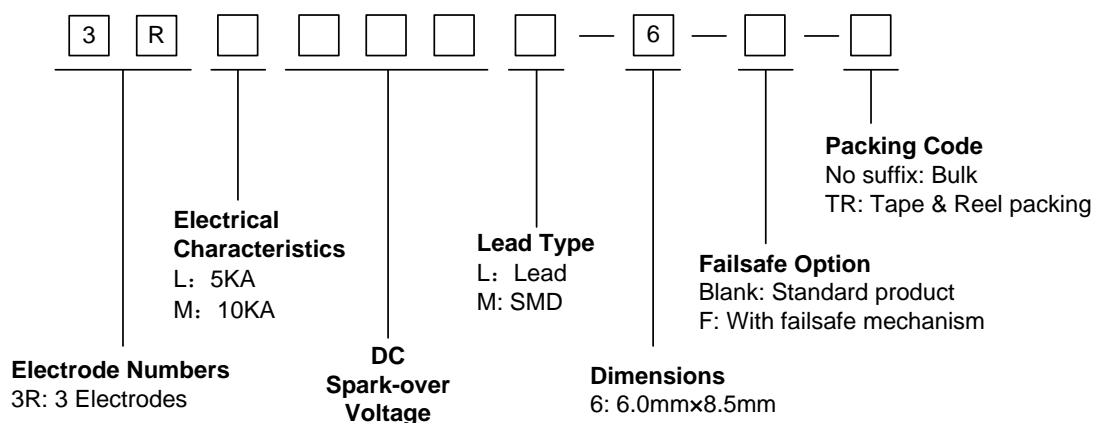 3 R — 6 — —
Packing Code
No suffix: Bulk
TR: Tape & Reel packing
Electrical
Characteristics
L：5KA
M：10KA
Lead Type
L：Lead
M: SMD
Failsafe Option
Blank: Standard product
F: With failsafe mechanism
Electrode Numbers
3R: 3 Electrodes
DC
Spark-over
Voltage
Dimensions
6: 6.0mm×8.5mm